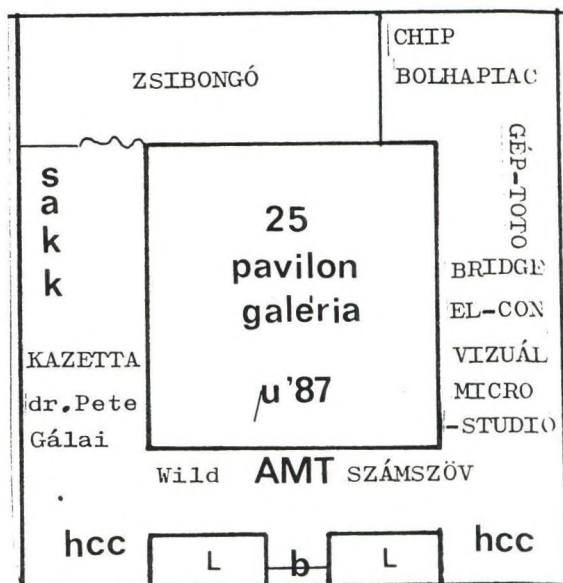 ZSIBONGÓ
CHIP
BOLHAPIAC
GÉP-TOTO
sakk
25
pavilon
galéria
u'87
BRIDGE
EL-CON
VIZUÁL
MICRO
-STUDIO
KAZETTA
dr.Pete
Gálai
Wild AMT SZÁMSZÖV
hcc L b L hcc